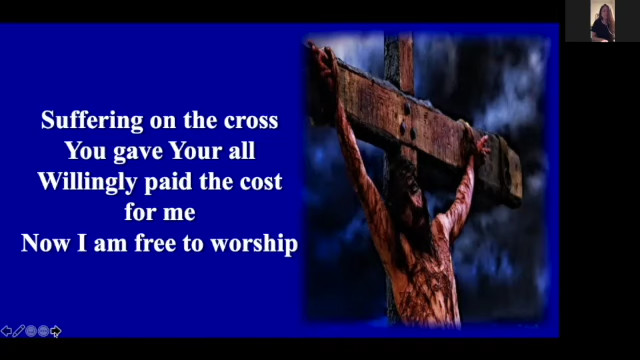 Suffering on the cross
You gave Your all
Willingly paid the cost
for me
Now I am free to worship